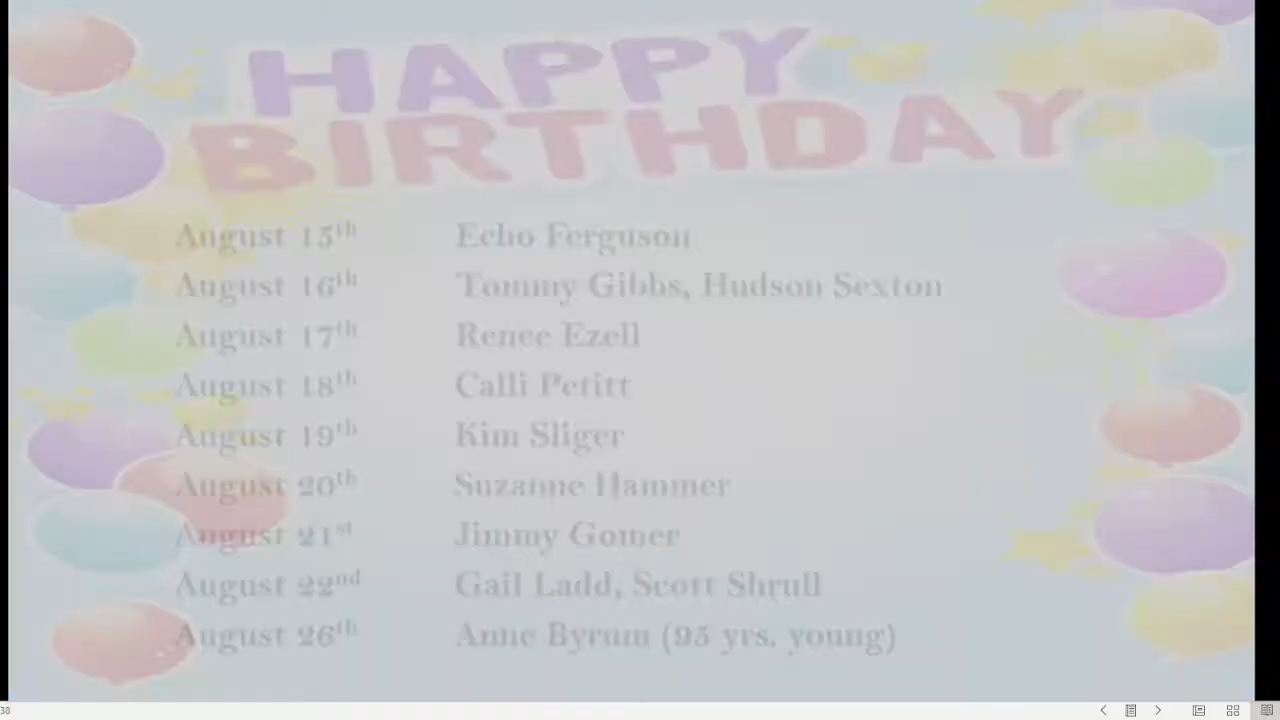 HAPPY
BIRTHDAY
August 15th Echo Ferguson
August 16th Tommy Gibbs, Hudson Sexton
August 17th Renee Ezell
August 18th Calli Petitt
August 19th Kim Sliger
August 20th Suzanne Hammer
August 21st Jimmy Gomer
August 22nd Gail Ladd, Scott Shrull
August 26th Anne Byram (95 yrs. young)
38